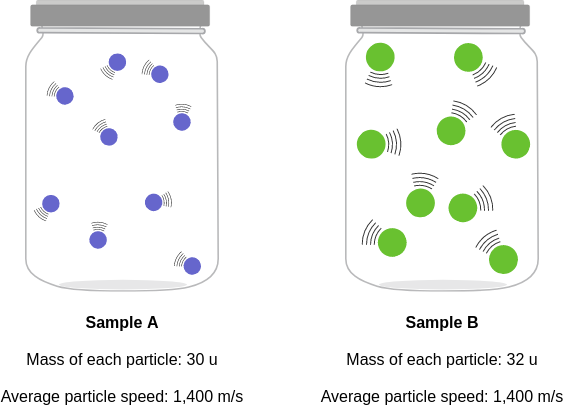 Sample A
Mass of each particle: 30 u
Average particle speed: 1,400 m/s
Sample B
Mass of each particle: 32 u
Average particle speed: 1,400 m/s